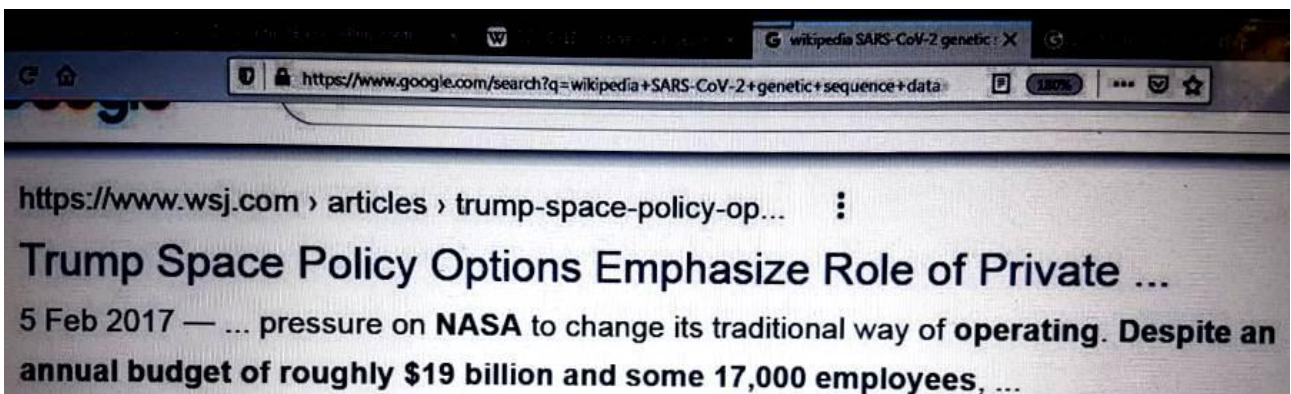 W
G wikipedia SARS-CoV-2 genetic s X G
https://www.google.com/search?q=wikipedia+SARS-CoV-2+genetic+sequence+data 180% •••
https://www.wsj.com › articles › trump-space-policy-op... ⋮
Trump Space Policy Options Emphasize Role of Private ...
5 Feb 2017 — ... pressure on NASA to change its traditional way of operating. Despite an
annual budget of roughly $19 billion and some 17,000 employees, ...